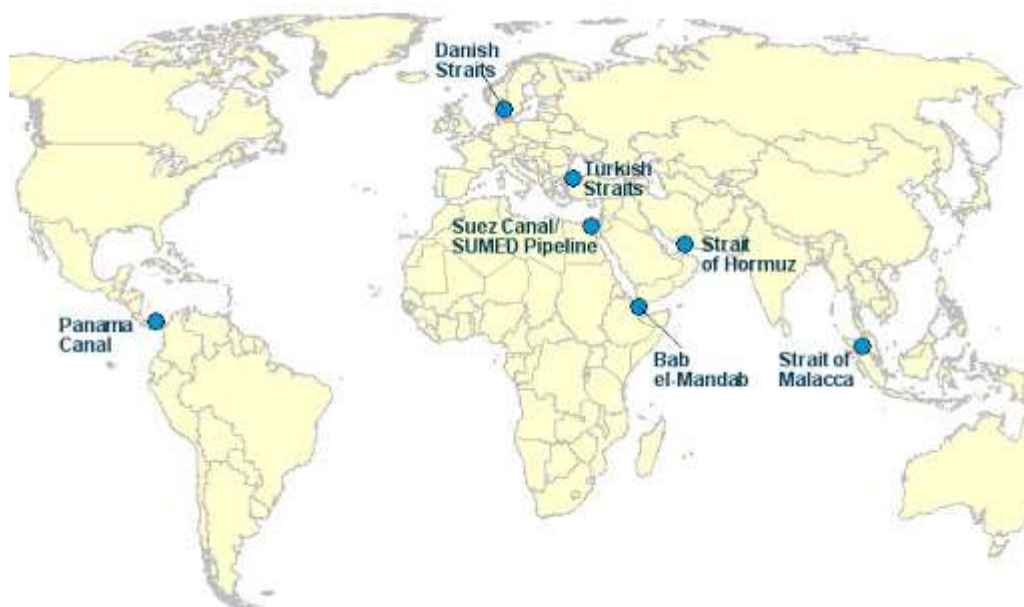 Danish
Straits
Turkish
Straits
Suez Canal/
SUMED Pipeline
Strait
of Hormuz
Panama
Canal
Bab
el-Mandab
Strait of
Malacca